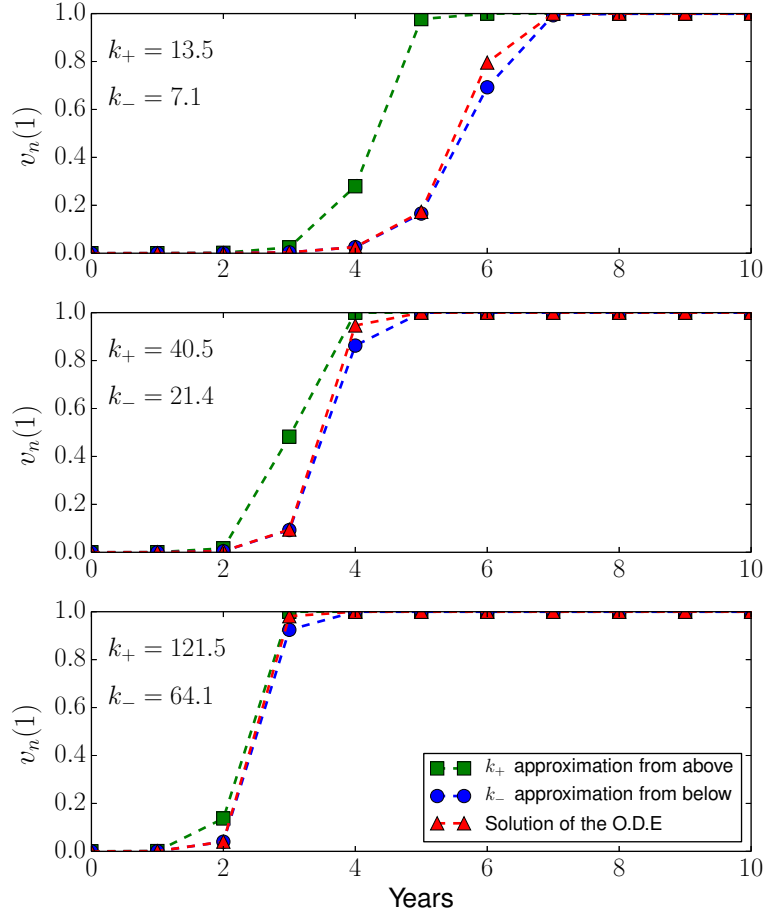 1.0
0.8
0.6
0.4
0.2
0.0
v_n(1)
k_+ = 13.5
k_- = 7.1
0 2 4 6 8 10
1.0
0.8
0.6
0.4
0.2
0.0
v_n(1)
k_+ = 40.5
k_- = 21.4
0 2 4 6 8 10
1.0
0.8
0.6
0.4
0.2
0.0
v_n(1)
k_+ = 121.5
k_- = 64.1
k_+ approximation from above
k_- approximation from below
Solution of the O.D.E
0 2 4 6 8 10
Years